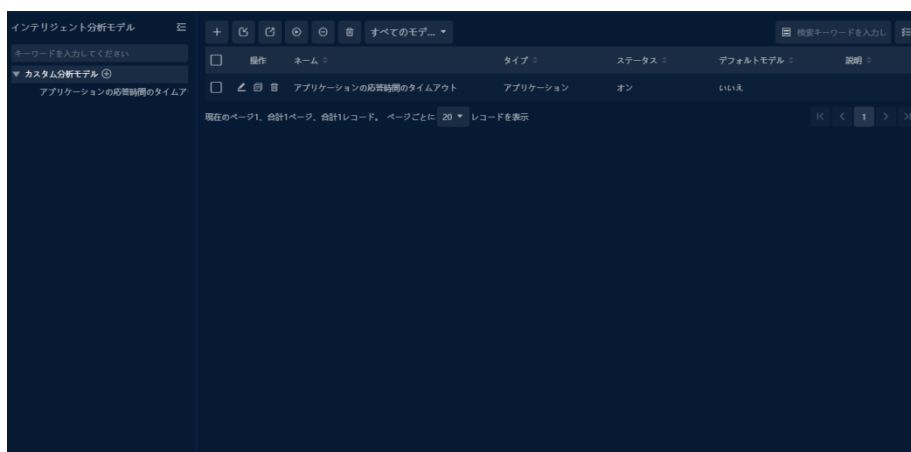 インテリジェント分析モデル
キーワードを入力してください
カスタム分析モデル
アプリケーションの応答時間のタイムア
すべてのモデ...
検索キーワードを入力し
操作 ネーム タイプ ステータス デフォルトモデル 説明
アプリケーションの応答時間のタイムアウト アプリケーション オン いいえ
現在のページ1、合計1ページ、合計1レコード。 ページごとに 20 レコードを表示
1